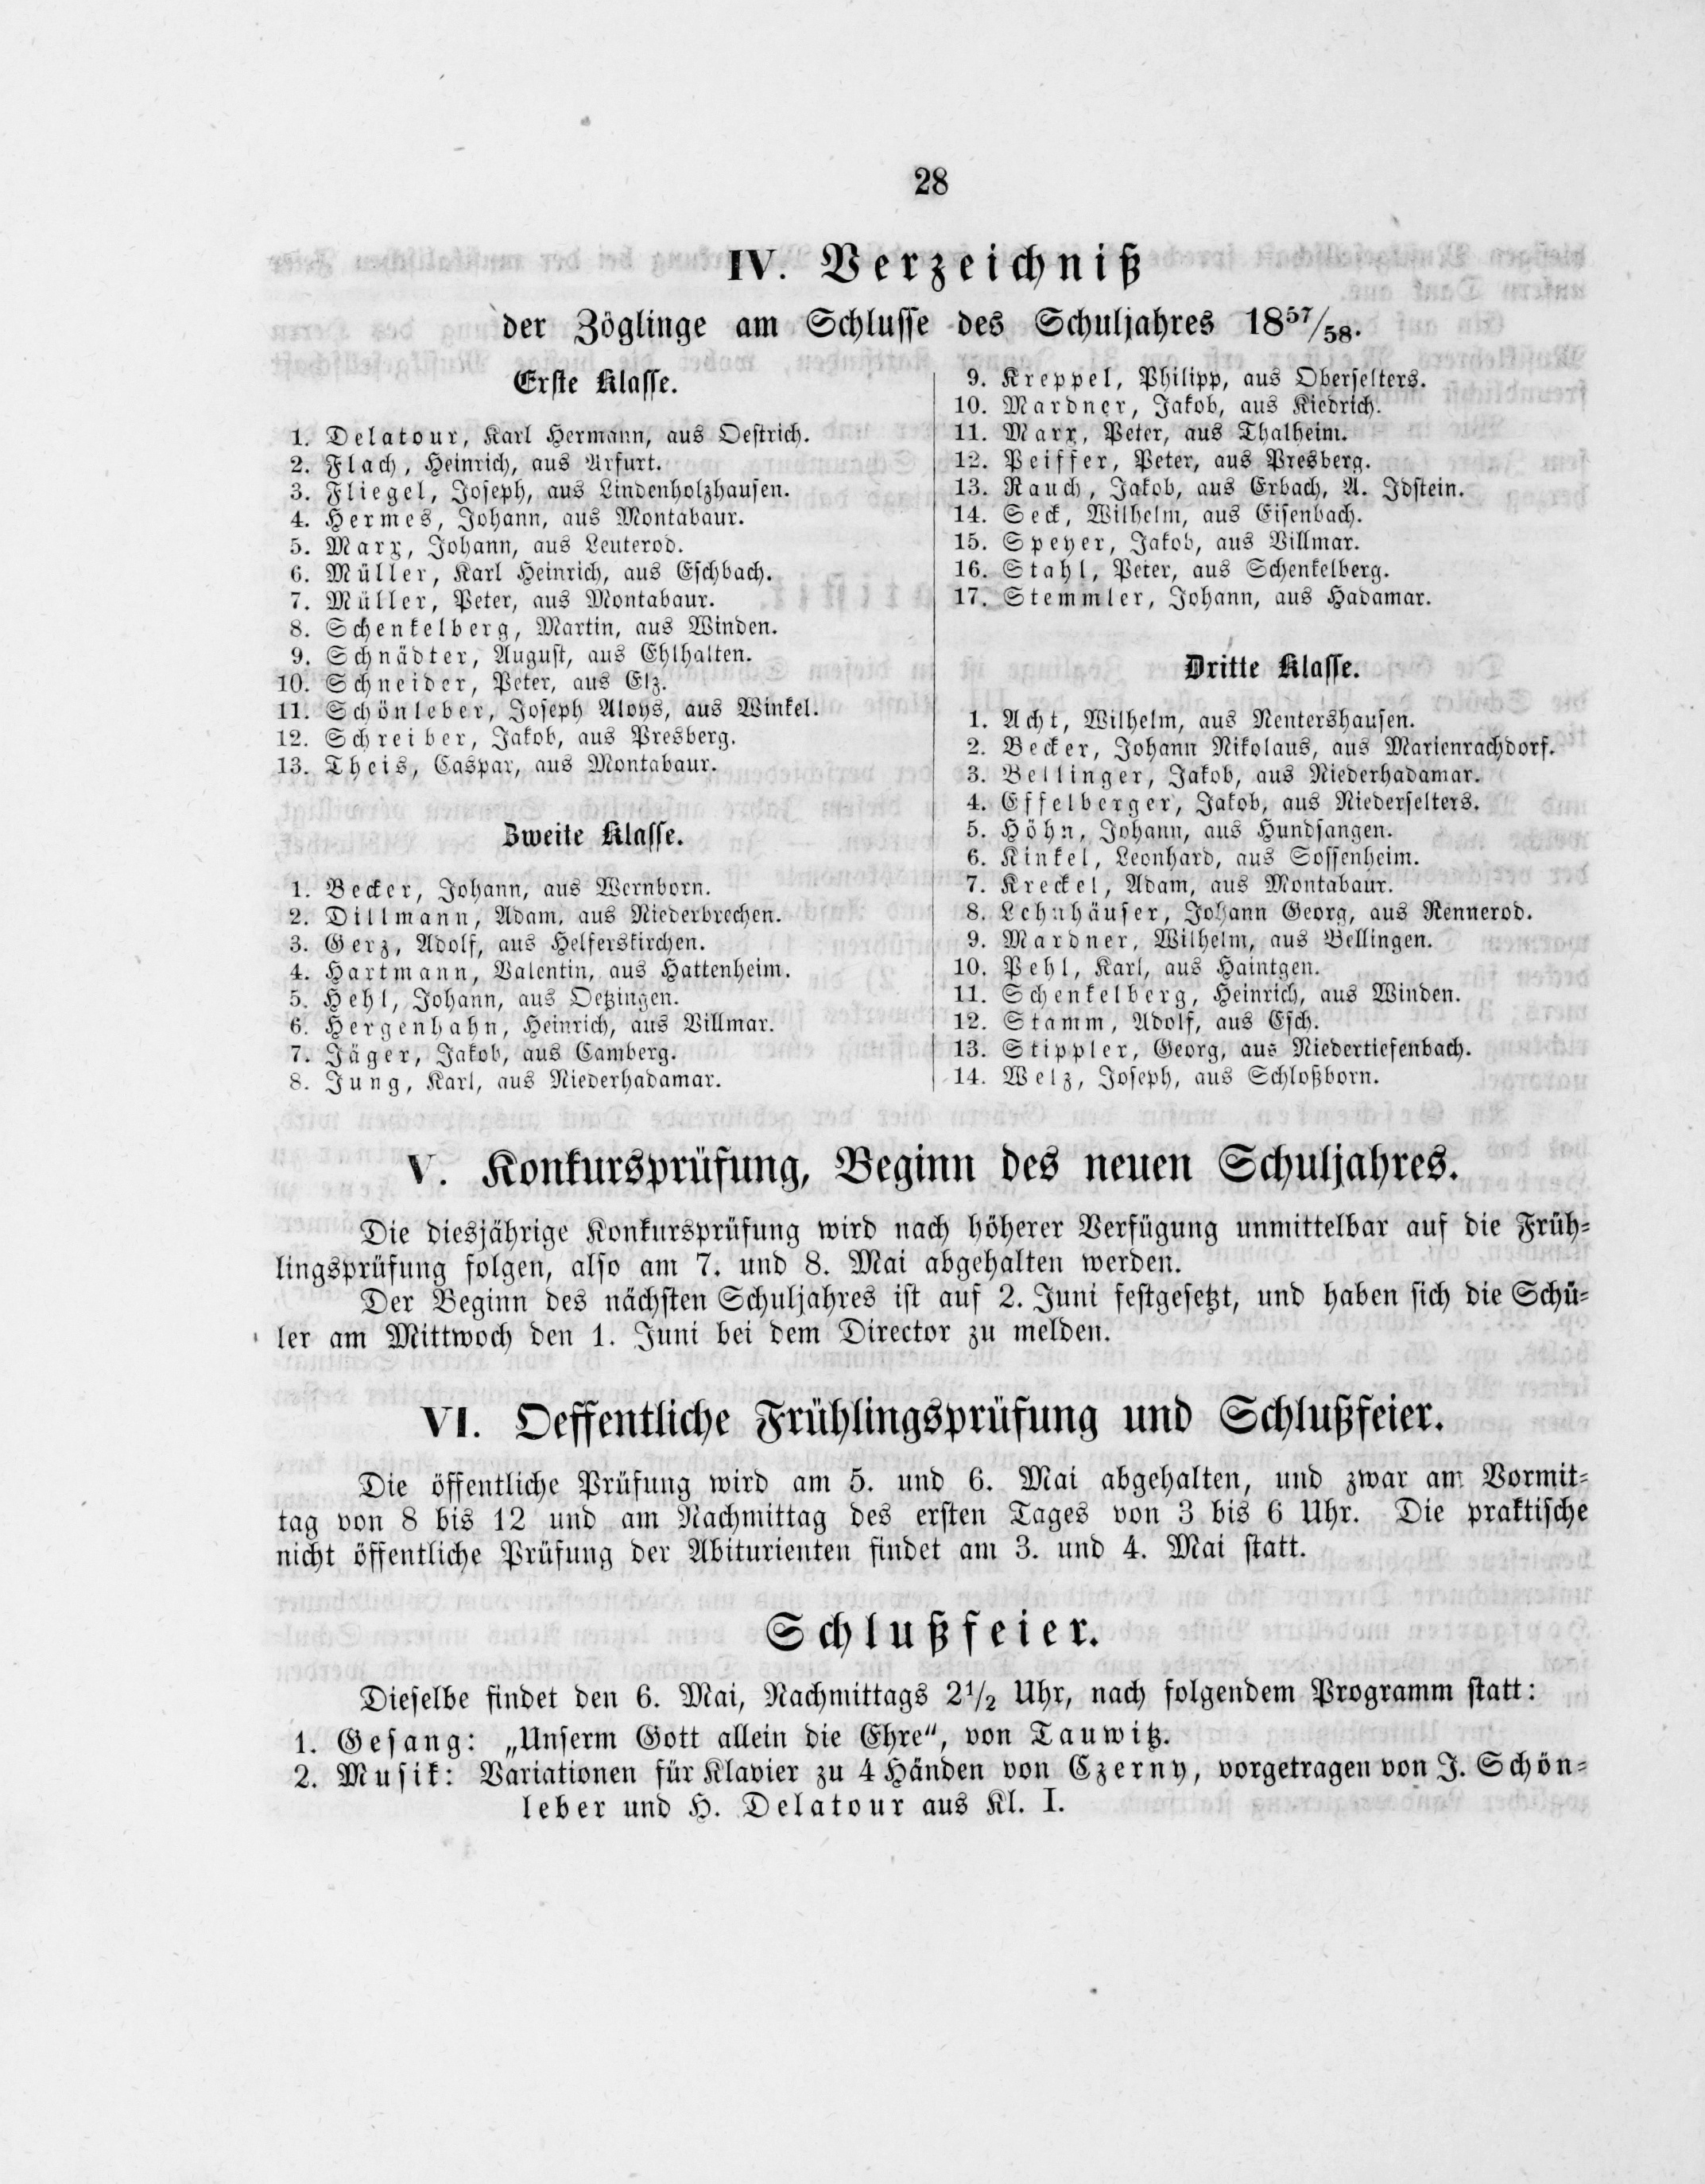 28
IV. Verzeichniß
der Zöglinge am Schlusse des Schuljahres 18⁵⁷/₅₈.
Erste Klasse.
1. Delatour, Karl Hermann, aus Oestrich.
2. Flach, Heinrich, aus Arfurt.
3. Fliegel, Joseph, aus Lindenholzhausen.
4. Hermes, Johann, aus Montabaur.
5. Marx, Johann, aus Leuterod.
6. Müller, Karl Heinrich, aus Eschbach.
7. Müller, Peter, aus Montabaur.
8. Schenkelberg, Martin, aus Winden.
9. Schnädter, August, aus Ehlhalten.
10. Schneider, Peter, aus Elz.
11. Schönleber, Joseph Aloys, aus Winkel.
12. Schreiber, Jakob, aus Presberg.
13. Theis, Caspar, aus Montabaur.
Zweite Klasse.
1. Becker, Johann, aus Wernborn.
2. Dillmann, Adam, aus Niederbrechen.
3. Gerz, Adolf, aus Helferskirchen.
4. Hartmann, Valentin, aus Hattenheim.
5. Hehl, Johann, aus Oetzingen.
6. Hergenhahn, Heinrich, aus Villmar.
7. Jäger, Jakob, aus Camberg.
8. Jung, Karl, aus Niederhadamar.
9. Kreppel, Philipp, aus Oberselters.
10. Mardner, Jakob, aus Kiedrich.
11. Marx, Peter, aus Thalheim.
12. Peiffer, Peter, aus Presberg.
13. Rauch, Jakob, aus Erbach, A. Idstein.
14. Seck, Wilhelm, aus Eisenbach.
15. Speyer, Jakob, aus Villmar.
16. Stahl, Peter, aus Schenkelberg.
17. Stemmler, Johann, aus Hadamar.
Dritte Klasse.
1. Acht, Wilhelm, aus Nentershausen.
2. Becker, Johann Nikolaus, aus Marienrachdorf.
3. Bellinger, Jakob, aus Niederhadamar.
4. Effelberger, Jakob, aus Niederselters.
5. Höhn, Johann, aus Hundsangen.
6. Kinkel, Leonhard, aus Sossenheim.
7. Kreckel, Adam, aus Montabaur.
8. Lehnhäuser, Johann Georg, aus Rennerod.
9. Mardner, Wilhelm, aus Bellingen.
10. Pehl, Karl, aus Haintgen.
11. Schenkelberg, Heinrich, aus Winden.
12. Stamm, Adolf, aus Esch.
13. Stippler, Georg, aus Niedertiefenbach.
14. Welz, Joseph, aus Schloßborn.
V. Konkursprüfung, Beginn des neuen Schuljahres.
Die diesjährige Konkursprüfung wird nach höherer Verfügung unmittelbar auf die Früh-
lingsprüfung folgen, also am 7. und 8. Mai abgehalten werden.
Der Beginn des nächsten Schuljahres ist auf 2. Juni festgesetzt, und haben sich die Schü-
ler am Mittwoch den 1. Juni bei dem Director zu melden.
VI. Oeffentliche Frühlingsprüfung und Schlußfeier.
Die öffentliche Prüfung wird am 5. und 6. Mai abgehalten, und zwar am Vormit-
tag von 8 bis 12 und am Nachmittag des ersten Tages von 3 bis 6 Uhr. Die praktische
nicht öffentliche Prüfung der Abiturienten findet am 3. und 4. Mai statt.
Schlußfeier.
Dieselbe findet den 6. Mai, Nachmittags 2½ Uhr, nach folgendem Programm statt:
1. Gesang: „Unserm Gott allein die Ehre“, von Tauwitz.
2. Musik: Variationen für Klavier zu 4 Händen von Czerny, vorgetragen von J. Schön-
leber und H. Delatour aus Kl. I.